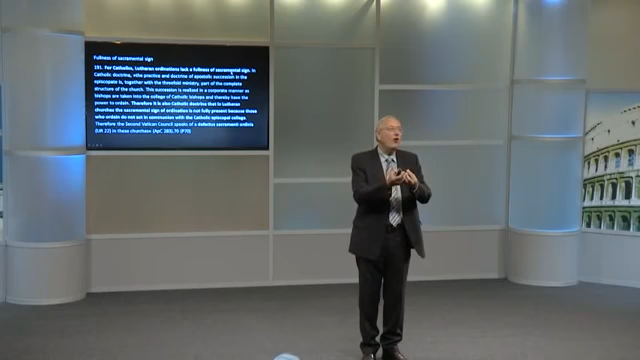 Fullness of sacramental sign
191. For Catholics, Lutheran ordinations lack a fullness of sacramental sign. In
Catholic doctrine, »the practice and doctrine of apostolic succession in the
episcopate is, together with the threefold ministry, part of the complete
structure of the church. This succession is realized in a corporate manner as
bishops are taken into the college of Catholic bishops and thereby have the
power to ordain. Therefore it is also Catholic doctrine that in Lutheran
churches the sacramental sign of ordination is not fully present because those
who ordain do not act in communion with the Catholic episcopal college.
Therefore the Second Vatican Council speaks of a defectus sacramenti ordinis
(UR 22) in these churches« (ApC 283).70 (P70)